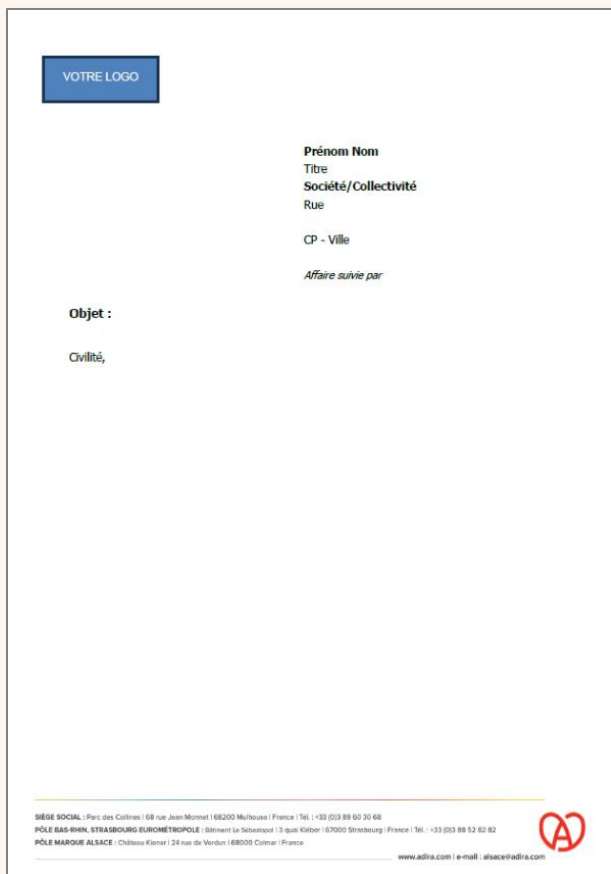 VOTRE LOGO
Prénom Nom
Titre
Société/Collectivité
Rue
CP - Ville
Affaire suivie par
Objet :
Civilité,
SIÈGE SOCIAL : Parc des Collines | 68 rue Jean Monnet | 68200 Mulhouse | France | Tél. : +33 (0)3 89 60 30 68
PÔLE BAS-RHIN, STRASBOURG EUROMÉTROPOLE : Bâtiment Le Sébastopol | 3 quai Kléber | 67000 Strasbourg | France | Tél. : +33 (0)3 88 52 82 82
PÔLE MARQUE ALSACE : Château Kiener | 24 rue de Verdun | 68000 Colmar | France
www.adira.com | e-mail : alsace@adira.com